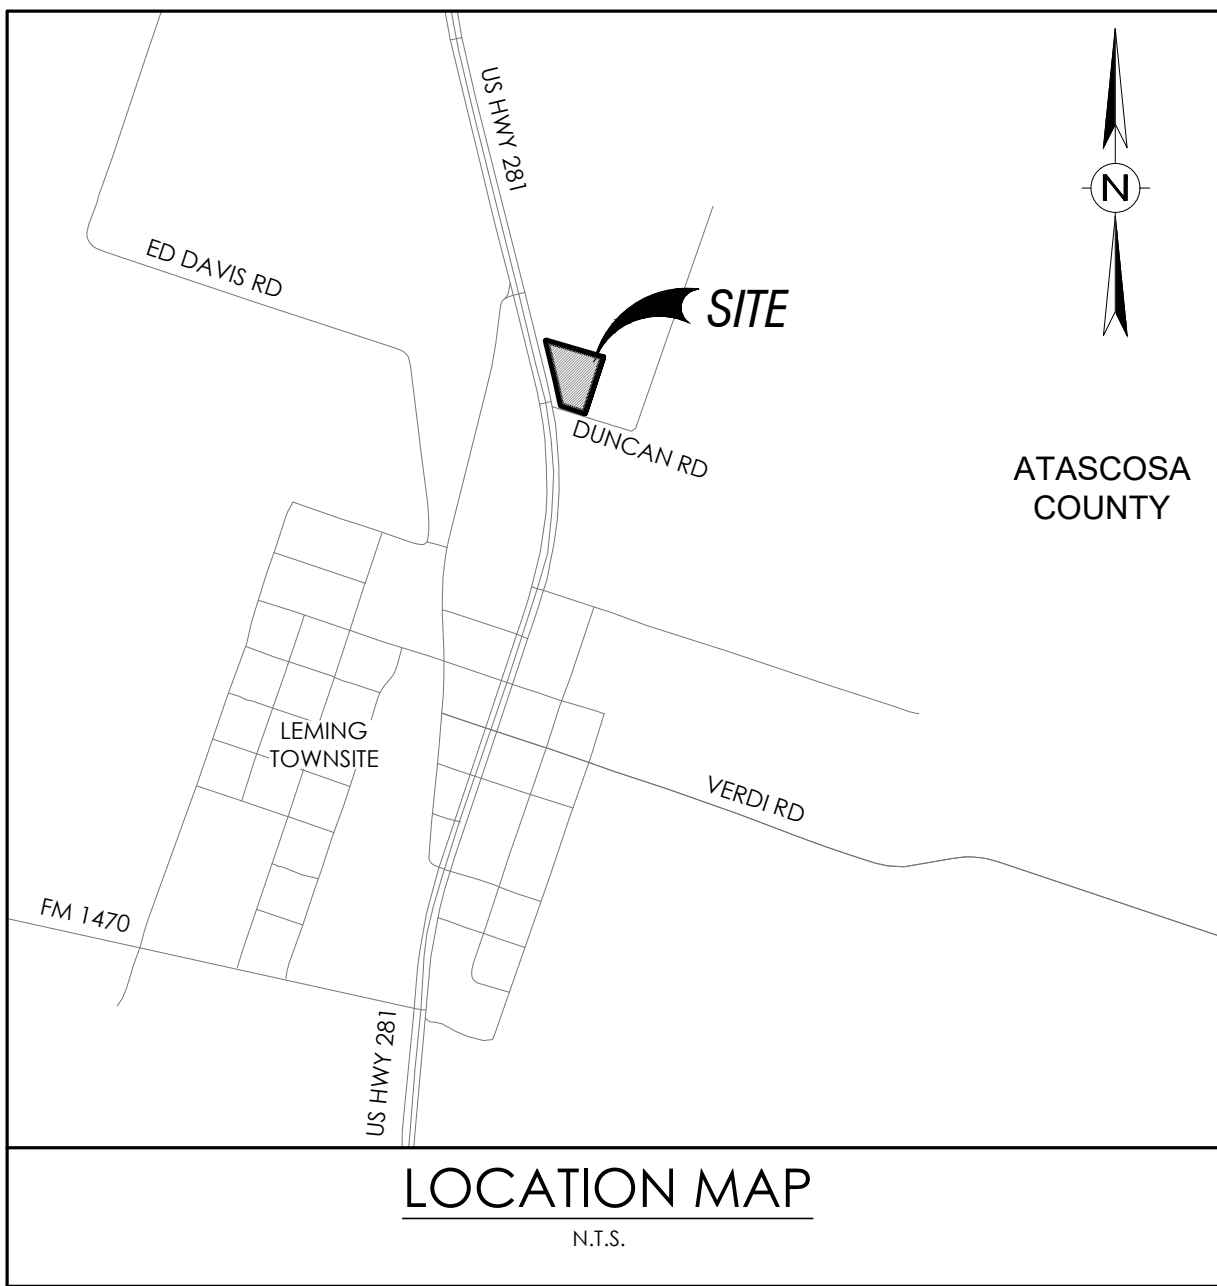 US HWY 281
N
ED DAVIS RD
SITE
DUNCAN RD
ATASCOSA
COUNTY
LEMING
TOWNSITE
VERDI RD
FM 1470
US HWY 281
LOCATION MAP
N.T.S.